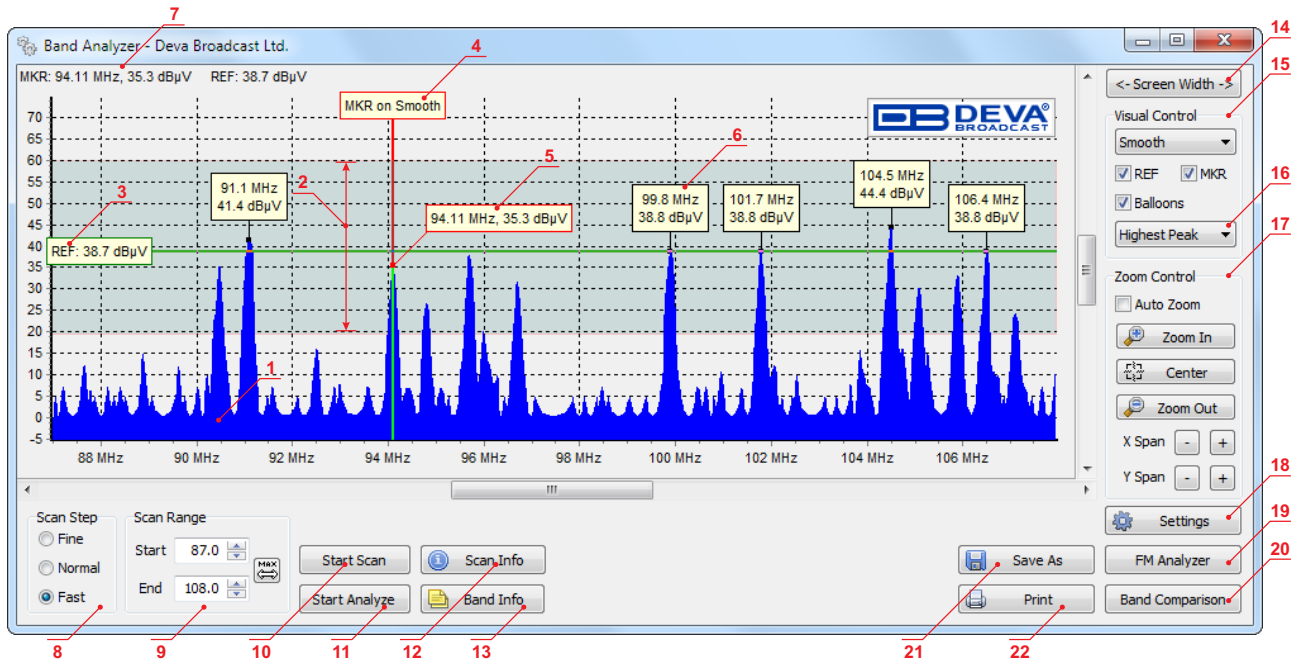 7
14
Band Analyzer - Deva Broadcast Ltd.
4
15
MKR: 94.11 MHz, 35.3 dBµV REF: 38.7 dBµV
<- Screen Width ->
MKR on Smooth
DEVA
BROADCAST
Visual Control
Smooth
REF MKR
Balloons
16
Highest Peak
17
70
65
60
55
50
45
40
35
30
25
20
15
10
5
0
-5
6
5
2
3
1
91.1 MHz
41.4 dBµV
94.11 MHz, 35.3 dBµV
99.8 MHz
38.8 dBµV
101.7 MHz
38.8 dBµV
104.5 MHz
44.4 dBµV
106.4 MHz
38.8 dBµV
REF: 38.7 dBµV
88 MHz 90 MHz 92 MHz 94 MHz 96 MHz 98 MHz 100 MHz 102 MHz 104 MHz 106 MHz
Zoom Control
Auto Zoom
Zoom In
Center
Zoom Out
X Span - +
Y Span - +
18
Settings
19
FM Analyzer
20
Band Comparison
Scan Step
Fine
Normal
Fast
Scan Range
Start 87.0
End 108.0
MAX
Start Scan
Start Analyze
Scan Info
Band Info
Save As
Print
8
9
10
11
12
13
21
22